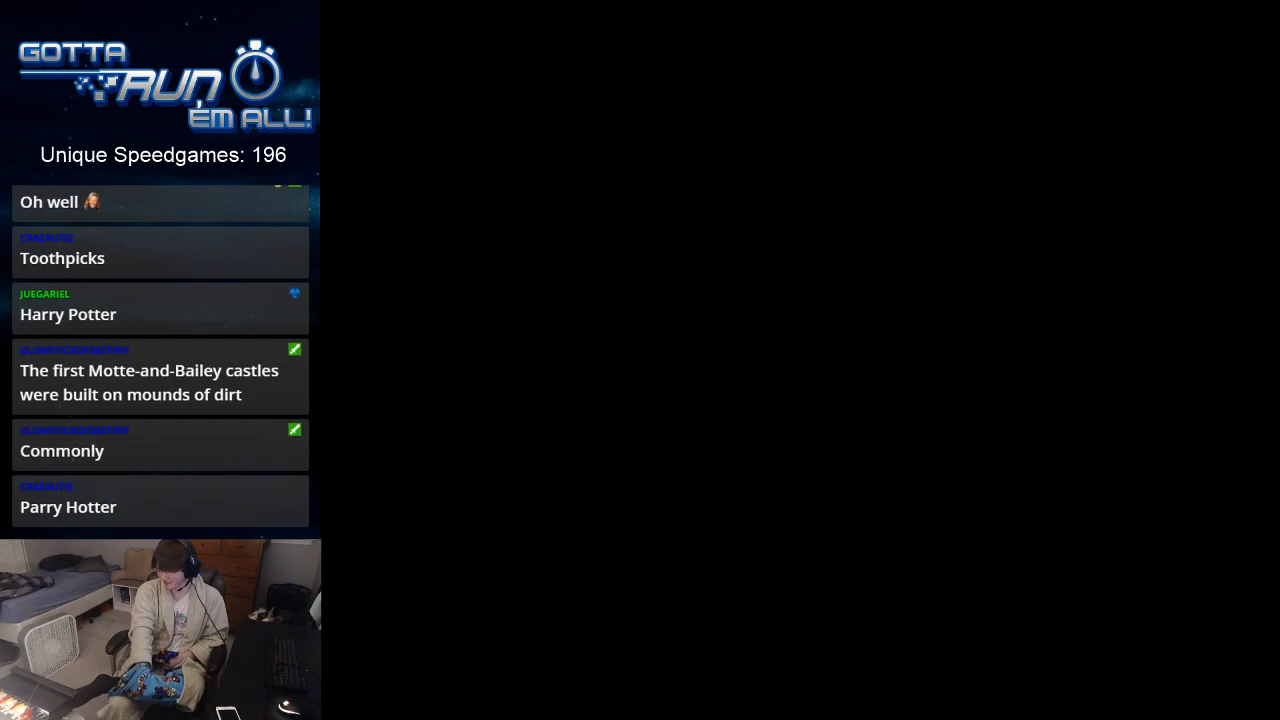 GOTTA
RUN
'EM ALL!
Unique Speedgames: 196
Oh well
Toothpicks
JUEGARIEL
Harry Potter
The first Motte-and-Bailey castles
were built on mounds of dirt
Commonly
Parry Hotter